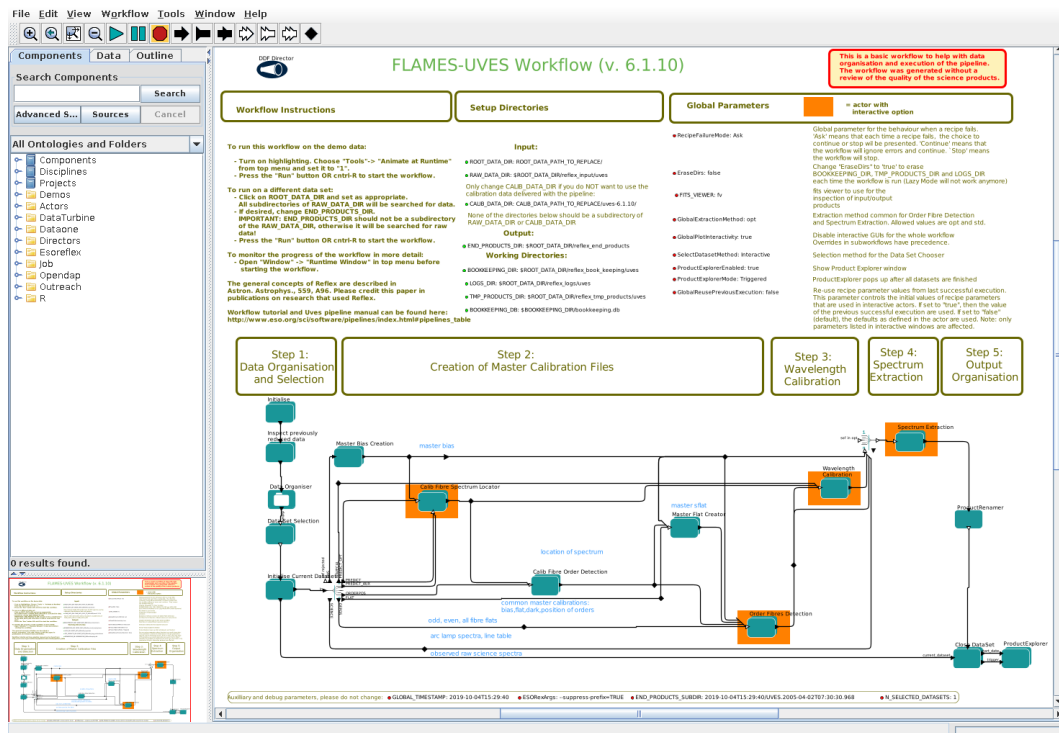 File Edit View Workflow Tools Window Help
Components Data Outline
Search Components
Search
Advanced S... Sources Cancel
All Ontologies and Folders
Components
Disciplines
Projects
Demos
Actors
DataTurbine
Dataone
Directors
Esoreflex
Job
Opendap
Outreach
R
0 results found.
DDF Director
FLAMES-UVES Workflow (v. 6.1.10)
This is a basic workflow to help with data
organisation and execution of the pipeline.
The workflow was generated without a
review of the quality of the science products.
Workflow Instructions
Setup Directories
Global Parameters
= actor with
interactive option
To run this workflow on the demo data:
- Turn on highlighting. Choose "Tools"-> "Animate at Runtime"
from top menu and set it to "1".
- Press the "Run" button OR cntrl-R to start the workflow.
To run on a different data set:
- Click on ROOT_DATA_DIR and set as appropriate.
All subdirectories of RAW_DATA_DIR will be searched for data.
- If desired, change END_PRODUCTS_DIR.
IMPORTANT: END_PRODUCTS_DIR should not be a subdirectory
of the RAW_DATA_DIR, otherwise it will be searched for raw
data!
- Press the "Run" button OR cntrl-R to start the workflow.
To monitor the progress of the workflow in more detail:
- Open "Window" -> "Runtime Window" in top menu before
starting the workflow.
The general concepts of Reflex are described in
Astron. Astrophys., 559, A96. Please credit this paper in
publications on research that used Reflex.
Workflow tutorial and Uves pipeline manual can be found here:
http://www.eso.org/sci/software/pipelines/index.html#pipelines_table
Input:
ROOT_DATA_DIR: ROOT_DATA_PATH_TO_REPLACE/
RAW_DATA_DIR: $ROOT_DATA_DIR/reflex_input/uves
Only change CALIB_DATA_DIR if you do NOT want to use the
calibration data delivered with the pipeline:
CALIB_DATA_DIR: CALIB_DATA_PATH_TO_REPLACE/uves-6.1.10/
None of the directories below should be a subdirectory of
RAW_DATA_DIR or CALIB_DATA_DIR
Output:
END_PRODUCTS_DIR: $ROOT_DATA_DIR/reflex_end_products
Working Directories:
BOOKKEEPING_DIR: $ROOT_DATA_DIR/reflex_book_keeping/uves
LOGS_DIR: $ROOT_DATA_DIR/reflex_logs/uves
TMP_PRODUCTS_DIR: $ROOT_DATA_DIR/reflex_tmp_products/uves
BOOKKEEPING_DB: $BOOKKEEPING_DIR/bookkeeping.db
RecipeFailureMode: Ask
EraseDirs: false
FITS_VIEWER: fv
GlobalExtractionMethod: opt
GlobalPlotInteractivity: true
SelectDatasetMethod: Interactive
ProductExplorerEnabled: true
ProductExplorerMode: Triggered
GlobalReusePreviousExecution: false
Global parameter for the behaviour when a recipe fails.
'Ask' means that each time a recipe fails, the choice to
continue or stop will be presented. 'Continue' means that
the workflow will ignore errors and continue. `Stop' means
the workflow will stop.
Change "EraseDirs" to "true" to erase
BOOKKEEPING_DIR, TMP_PRODUCTS_DIR and LOGS_DIR
each time the workflow is run (Lazy Mode will not work anymore)
fits viewer to use for the
inspection of input/output
products
Extraction method common for Order Fibre Detection
and Spectrum Extraction. Allowed values are opt and std.
Disable interactive GUIs for the whole workflow
Overrides in subworkflows have precedence.
Selection method for the Data Set Chooser
Show Product Explorer window
ProductExplorer pops up after all datasets are finished
Re-use recipe parameter values from last successful execution.
This parameter controls the initial values of recipe parameters
that are used in interactive actors. If set to "true", then the value
of the previous successful execution are used. If set to "false"
(default), the defaults as defined in the actor are used. Note: only
parameters listed in interactive windows are affected.
Step 1:
Data Organisation
and Selection
Step 2:
Creation of Master Calibration Files
Step 3:
Wavelength
Calibration
Step 4:
Spectrum
Extraction
Step 5:
Output
Organisation
Initialise
Inspect previously
reduced data
Data Organiser
DataSet Selection
Initialise Current Dataset
Master Bias Creation
master bias
Calib Fibre Spectrum Locator
Spectrum Extraction
Wavelength
Calibration
master sflat
Master Flat Creator
ProductRenamer
location of spectrum
Calib Fibre Order Detection
common master calibrations:
bias,flat,dark,position of orders
odd, even, all fibre flats
Order Fibres Detection
arc lamp spectra, line table
observed raw science spectra
Close DataSet
ProductExplorer
Auxiliary and debug parameters, please do not change:
GLOBAL_TIMESTAMP: 2019-10-04T15:29:40
ESORexArgs: --suppress-prefix=TRUE
END_PRODUCTS_SUBDIR: 2019-10-04T15:29:40/UVES.2005-04-02T07:30:30.968
N_SELECTED_DATASETS: 1